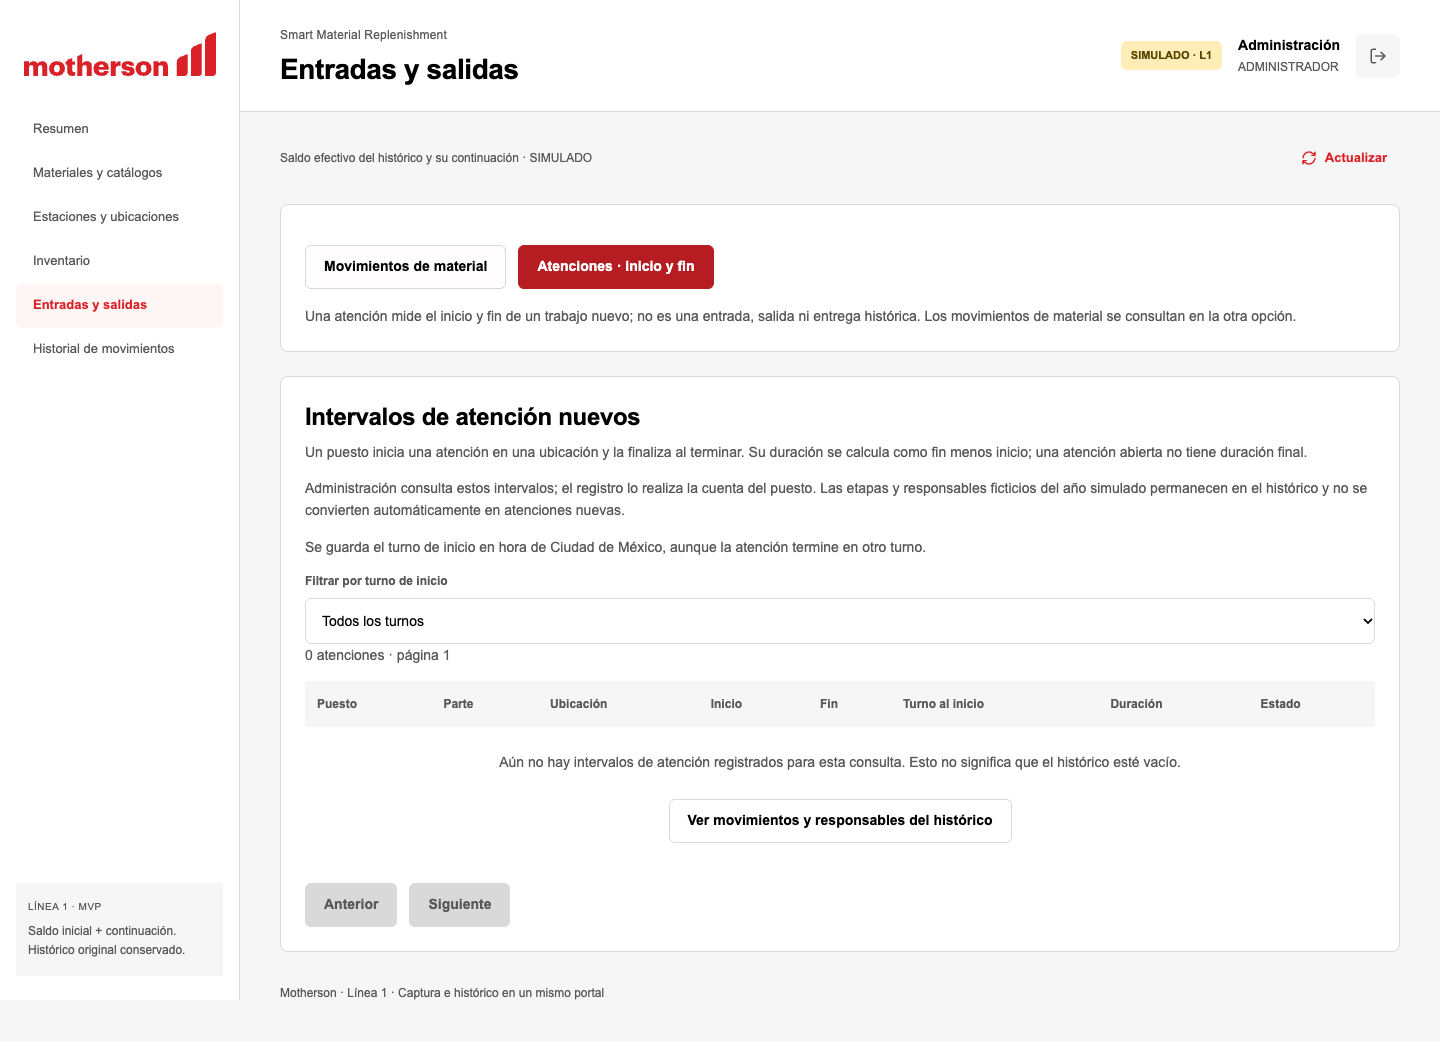 motherson
Resumen
Materiales y catálogos
Estaciones y ubicaciones
Inventario
Entradas y salidas
Historial de movimientos
LÍNEA 1 · MVP
Saldo inicial + continuación.
Histórico original conservado.
Smart Material Replenishment
Entradas y salidas
SIMULADO · L1
Administración
ADMINISTRADOR
Saldo efectivo del histórico y su continuación · SIMULADO
Actualizar
Movimientos de material
Atenciones · inicio y fin
Una atención mide el inicio y fin de un trabajo nuevo; no es una entrada, salida ni entrega histórica. Los movimientos de material se consultan en la otra opción.
Intervalos de atención nuevos
Un puesto inicia una atención en una ubicación y la finaliza al terminar. Su duración se calcula como fin menos inicio; una atención abierta no tiene duración final.
Administración consulta estos intervalos; el registro lo realiza la cuenta del puesto. Las etapas y responsables ficticios del año simulado permanecen en el histórico y no se
convierten automáticamente en atenciones nuevas.
Se guarda el turno de inicio en hora de Ciudad de México, aunque la atención termine en otro turno.
Filtrar por turno de inicio
Todos los turnos
0 atenciones · página 1
Puesto Parte Ubicación Inicio Fin Turno al inicio Duración Estado
Aún no hay intervalos de atención registrados para esta consulta. Esto no significa que el histórico esté vacío.
Ver movimientos y responsables del histórico
Anterior
Siguiente
Motherson · Línea 1 · Captura e histórico en un mismo portal